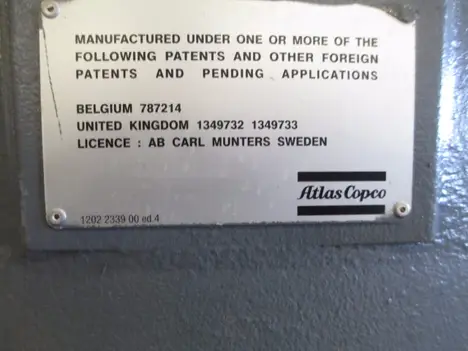 MANUFACTURED UNDER ONE OR MORE OF THE
FOLLOWING PATENTS AND OTHER FOREIGN
PATENTS AND PENDING APPLICATIONS
BELGIUM 787214
UNITED KINGDOM 1349732 1349733
LICENCE : AB CARL MUNTERS SWEDEN
Atlas Copco
1202 2339 00 ed.4